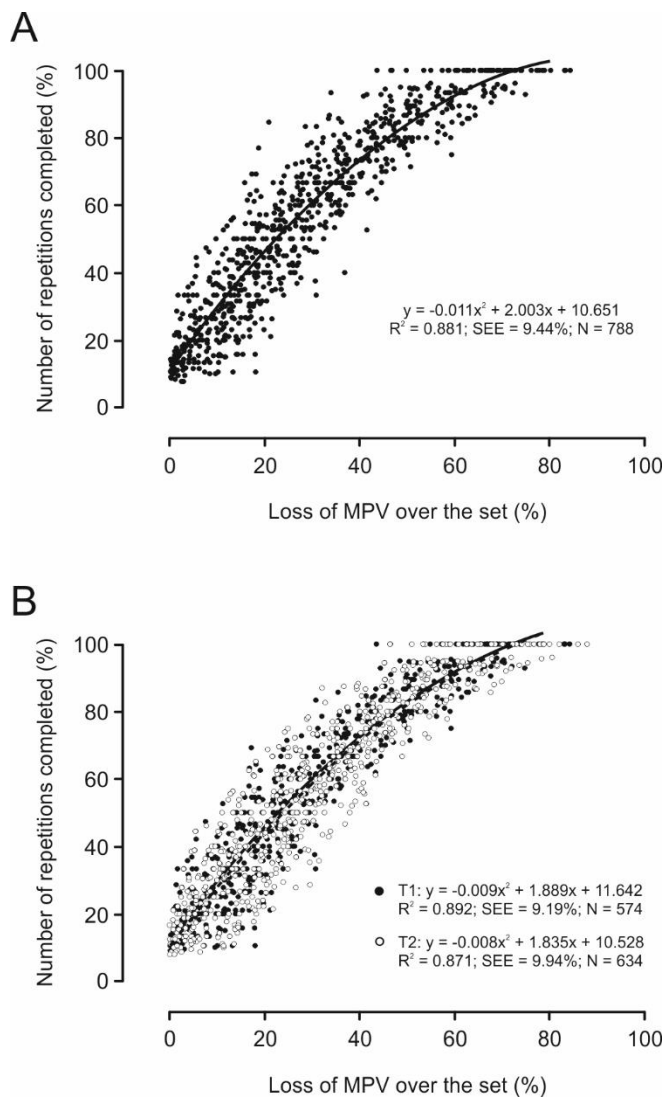 A
Number of repetitions completed (%)
100
80
60
40
20
0
y = -0.011x² + 2.003x + 10.651
R² = 0.881; SEE = 9.44%; N = 788
0 20 40 60 80 100
Loss of MPV over the set (%)
B
Number of repetitions completed (%)
100
80
60
40
20
0
T1: y = -0.009x² + 1.889x + 11.642
R² = 0.892; SEE = 9.19%; N = 574
T2: y = -0.008x² + 1.835x + 10.528
R² = 0.871; SEE = 9.94%; N = 634
0 20 40 60 80 100
Loss of MPV over the set (%)